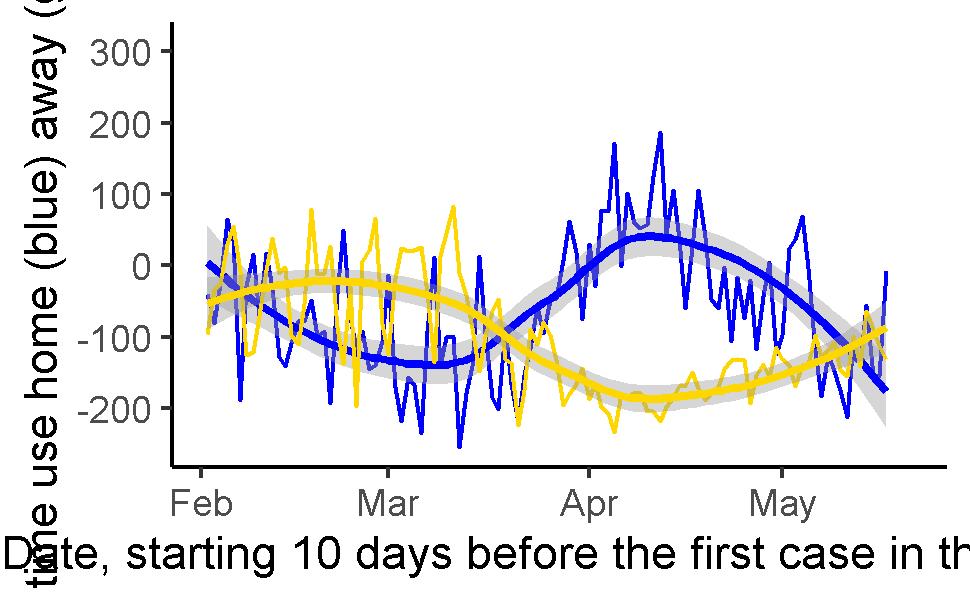 time use home (blue) away (
300
200
100
0
-100
-200
Feb Mar Apr May
Date, starting 10 days before the first case in th